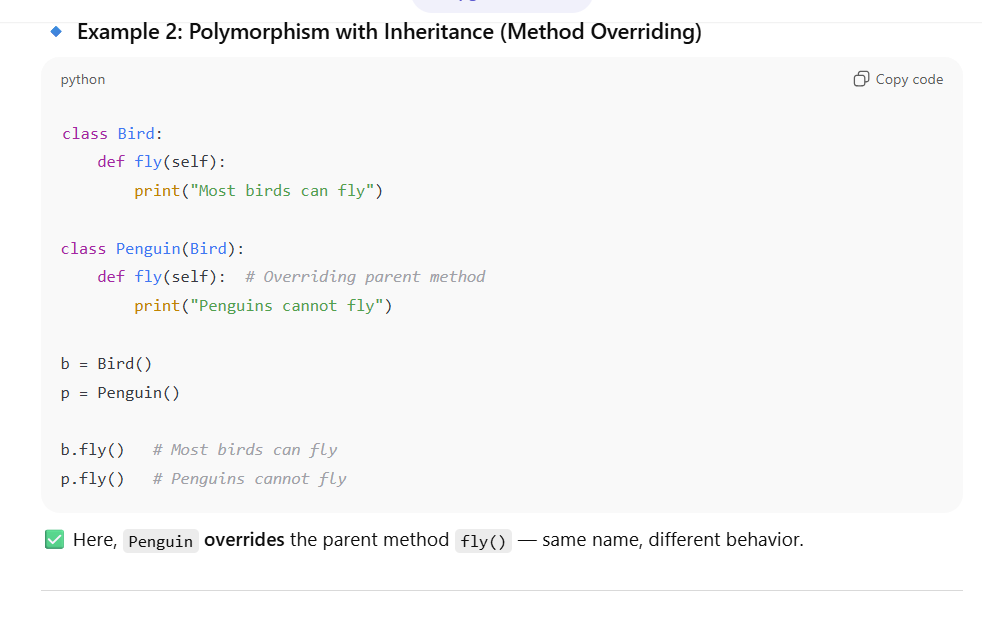 Example 2: Polymorphism with Inheritance (Method Overriding)
python
Copy code
class Bird:
    def fly(self):
        print("Most birds can fly")
class Penguin(Bird):
    def fly(self):  # Overriding parent method
        print("Penguins cannot fly")
b = Bird()
p = Penguin()
b.fly()   # Most birds can fly
p.fly()   # Penguins cannot fly
Here, Penguin overrides the parent method fly() — same name, different behavior.